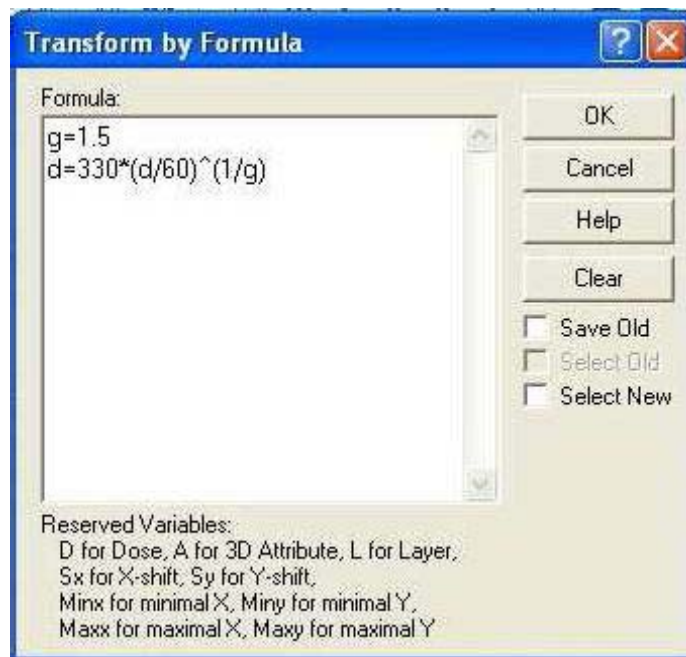 Transform by Formula
Formula:
g=1.5
d=330*(d/60)^(1/g)
OK
Cancel
Help
Clear
Save Old
Select Old
Select New
Reserved Variables:
D for Dose, A for 3D Attribute, L for Layer,
Sx for X-shift, Sy for Y-shift,
Minx for minimal X, Miny for minimal Y,
Maxx for maximal X, Maxy for maximal Y